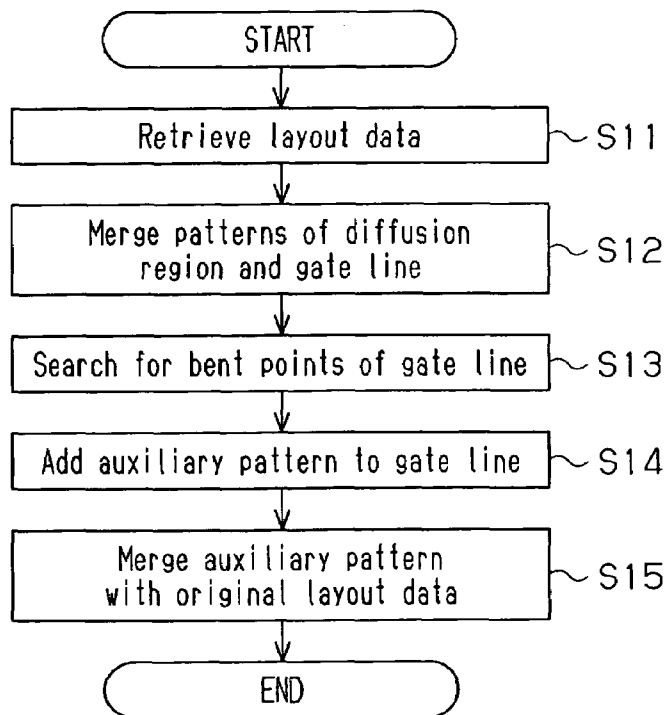 START
Retrieve layout data
S11
Merge patterns of diffusion
region and gate line
S12
Search for bent points of gate line
S13
Add auxiliary pattern to gate line
S14
Merge auxiliary pattern
with original layout data
S15
END